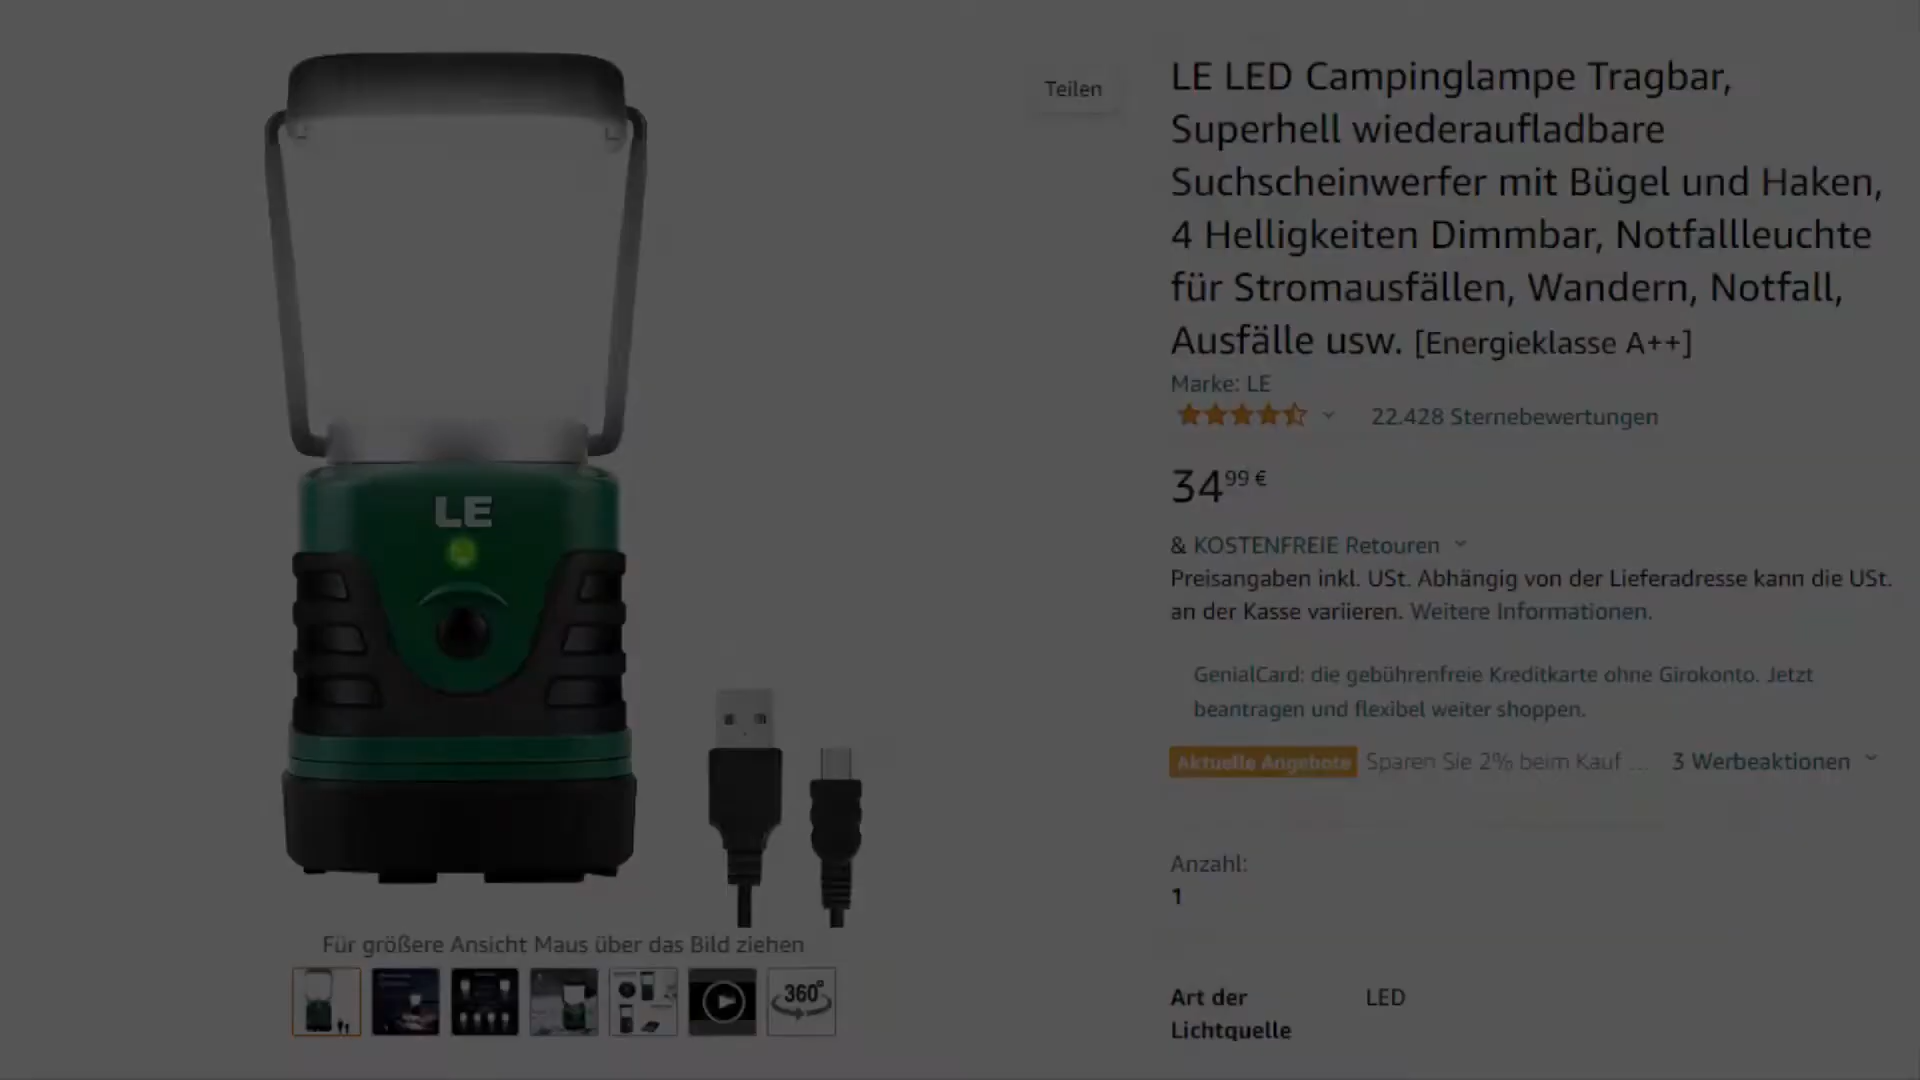 Teilen
LE LED Campinglampe Tragbar,
Superhell wiederaufladbare
Suchscheinwerfer mit Bügel und Haken,
4 Helligkeiten Dimmbar, Notfallleuchte
für Stromausfällen, Wandern, Notfall,
Ausfälle usw. [Energieklasse A++]
Marke: LE
22.428 Sternebewertungen
34⁹⁹ €
& KOSTENFREIE Retouren
Preisangaben inkl. USt. Abhängig von der Lieferadresse kann die USt.
an der Kasse variieren. Weitere Informationen.
GenialCard: die gebührenfreie Kreditkarte ohne Girokonto. Jetzt
beantragen und flexibel weiter shoppen.
Aktuelle Angebote Sparen Sie 2% beim Kauf ... 3 Werbeaktionen
Anzahl:
1
Art der LED
Lichtquelle
LE
Für größere Ansicht Maus über das Bild ziehen
360°